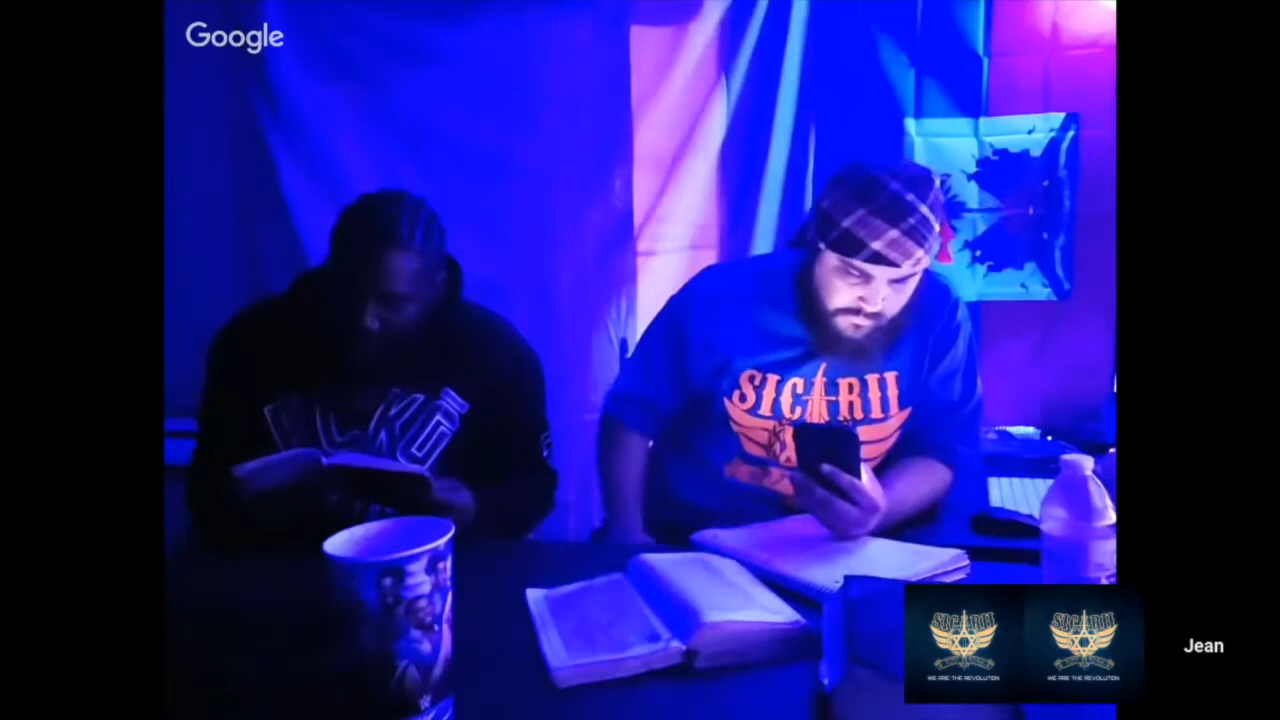 Google
SICARII
SICARII
WE ARE THE REVOLUTION
SICARII
WE ARE THE REVOLUTION
Jean